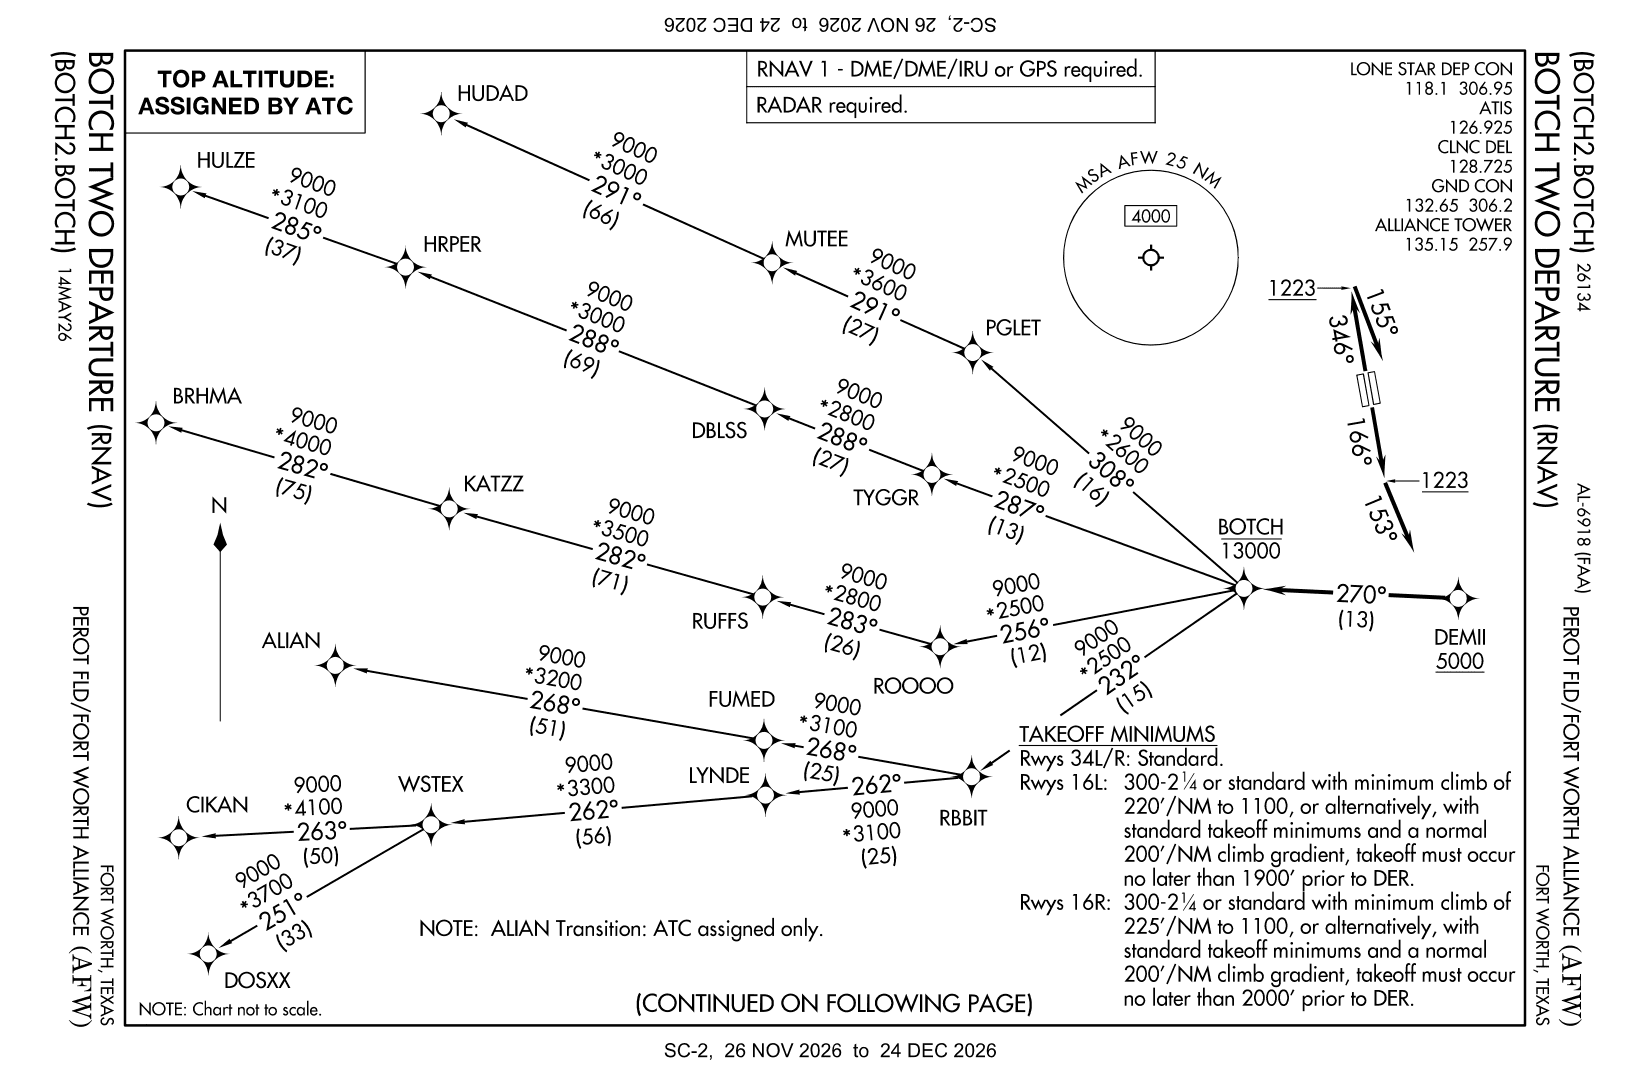 SC-2, 26 NOV 2026 to 24 DEC 2026
(BOTCH2.BOTCH) 14MAY26
BOTCH TWO DEPARTURE (RNAV)
PEROT FLD/FORT WORTH ALLIANCE (AFW)
FORT WORTH, TEXAS
TOP ALTITUDE:
ASSIGNED BY ATC
RNAV 1 - DME/DME/IRU or GPS required.
RADAR required.
LONE STAR DEP CON
118.1 306.95
ATIS
126.925
CLNC DEL
128.725
GND CON
132.65 306.2
ALLIANCE TOWER
135.15 257.9
(BOTCH2.BOTCH) 26134
BOTCH TWO DEPARTURE (RNAV)
AL-6918 (FAA)
PEROT FLD/FORT WORTH ALLIANCE (AFW)
FORT WORTH, TEXAS
MSA AFW 25 NM
4000
HUDAD
9000
*3000
291°
(66)
MUTEE
9000
*3600
291°
(27)
PGLET
9000
*2600
308°
(16)
HULZE
9000
*3100
285°
(37)
HRPER
9000
*3000
288°
(69)
DBLSS
9000
*2800
288°
(27)
TYGGR
9000
*2500
287°
(13)
1223
155°
346°
166°
1223
153°
BRHMA
9000
*4000
282°
(75)
KATZZ
9000
*3500
282°
(71)
RUFFS
9000
*2800
283°
(26)
ROOOO
9000
*2500
256°
(12)
BOTCH
13000
270°
(13)
DEMII
5000
N
9000
*2500
232°
(15)
ALIAN
9000
*3200
268°
(51)
FUMED
9000
*3100
268°
(25)
RBBIT
CIKAN
9000
*4100
263°
(50)
WSTEX
9000
*3300
262°
(56)
LYNDE
262°
9000
*3100
(25)
9000
*3700
251°
(33)
DOSXX
TAKEOFF MINIMUMS
Rwys 34L/R: Standard.
Rwys 16L: 300-2¼ or standard with minimum climb of
220'/NM to 1100, or alternatively, with
standard takeoff minimums and a normal
200'/NM climb gradient, takeoff must occur
no later than 1900' prior to DER.
Rwys 16R: 300-2¼ or standard with minimum climb of
225'/NM to 1100, or alternatively, with
standard takeoff minimums and a normal
200'/NM climb gradient, takeoff must occur
no later than 2000' prior to DER.
NOTE: ALIAN Transition: ATC assigned only.
NOTE: Chart not to scale.
(CONTINUED ON FOLLOWING PAGE)
SC-2, 26 NOV 2026 to 24 DEC 2026